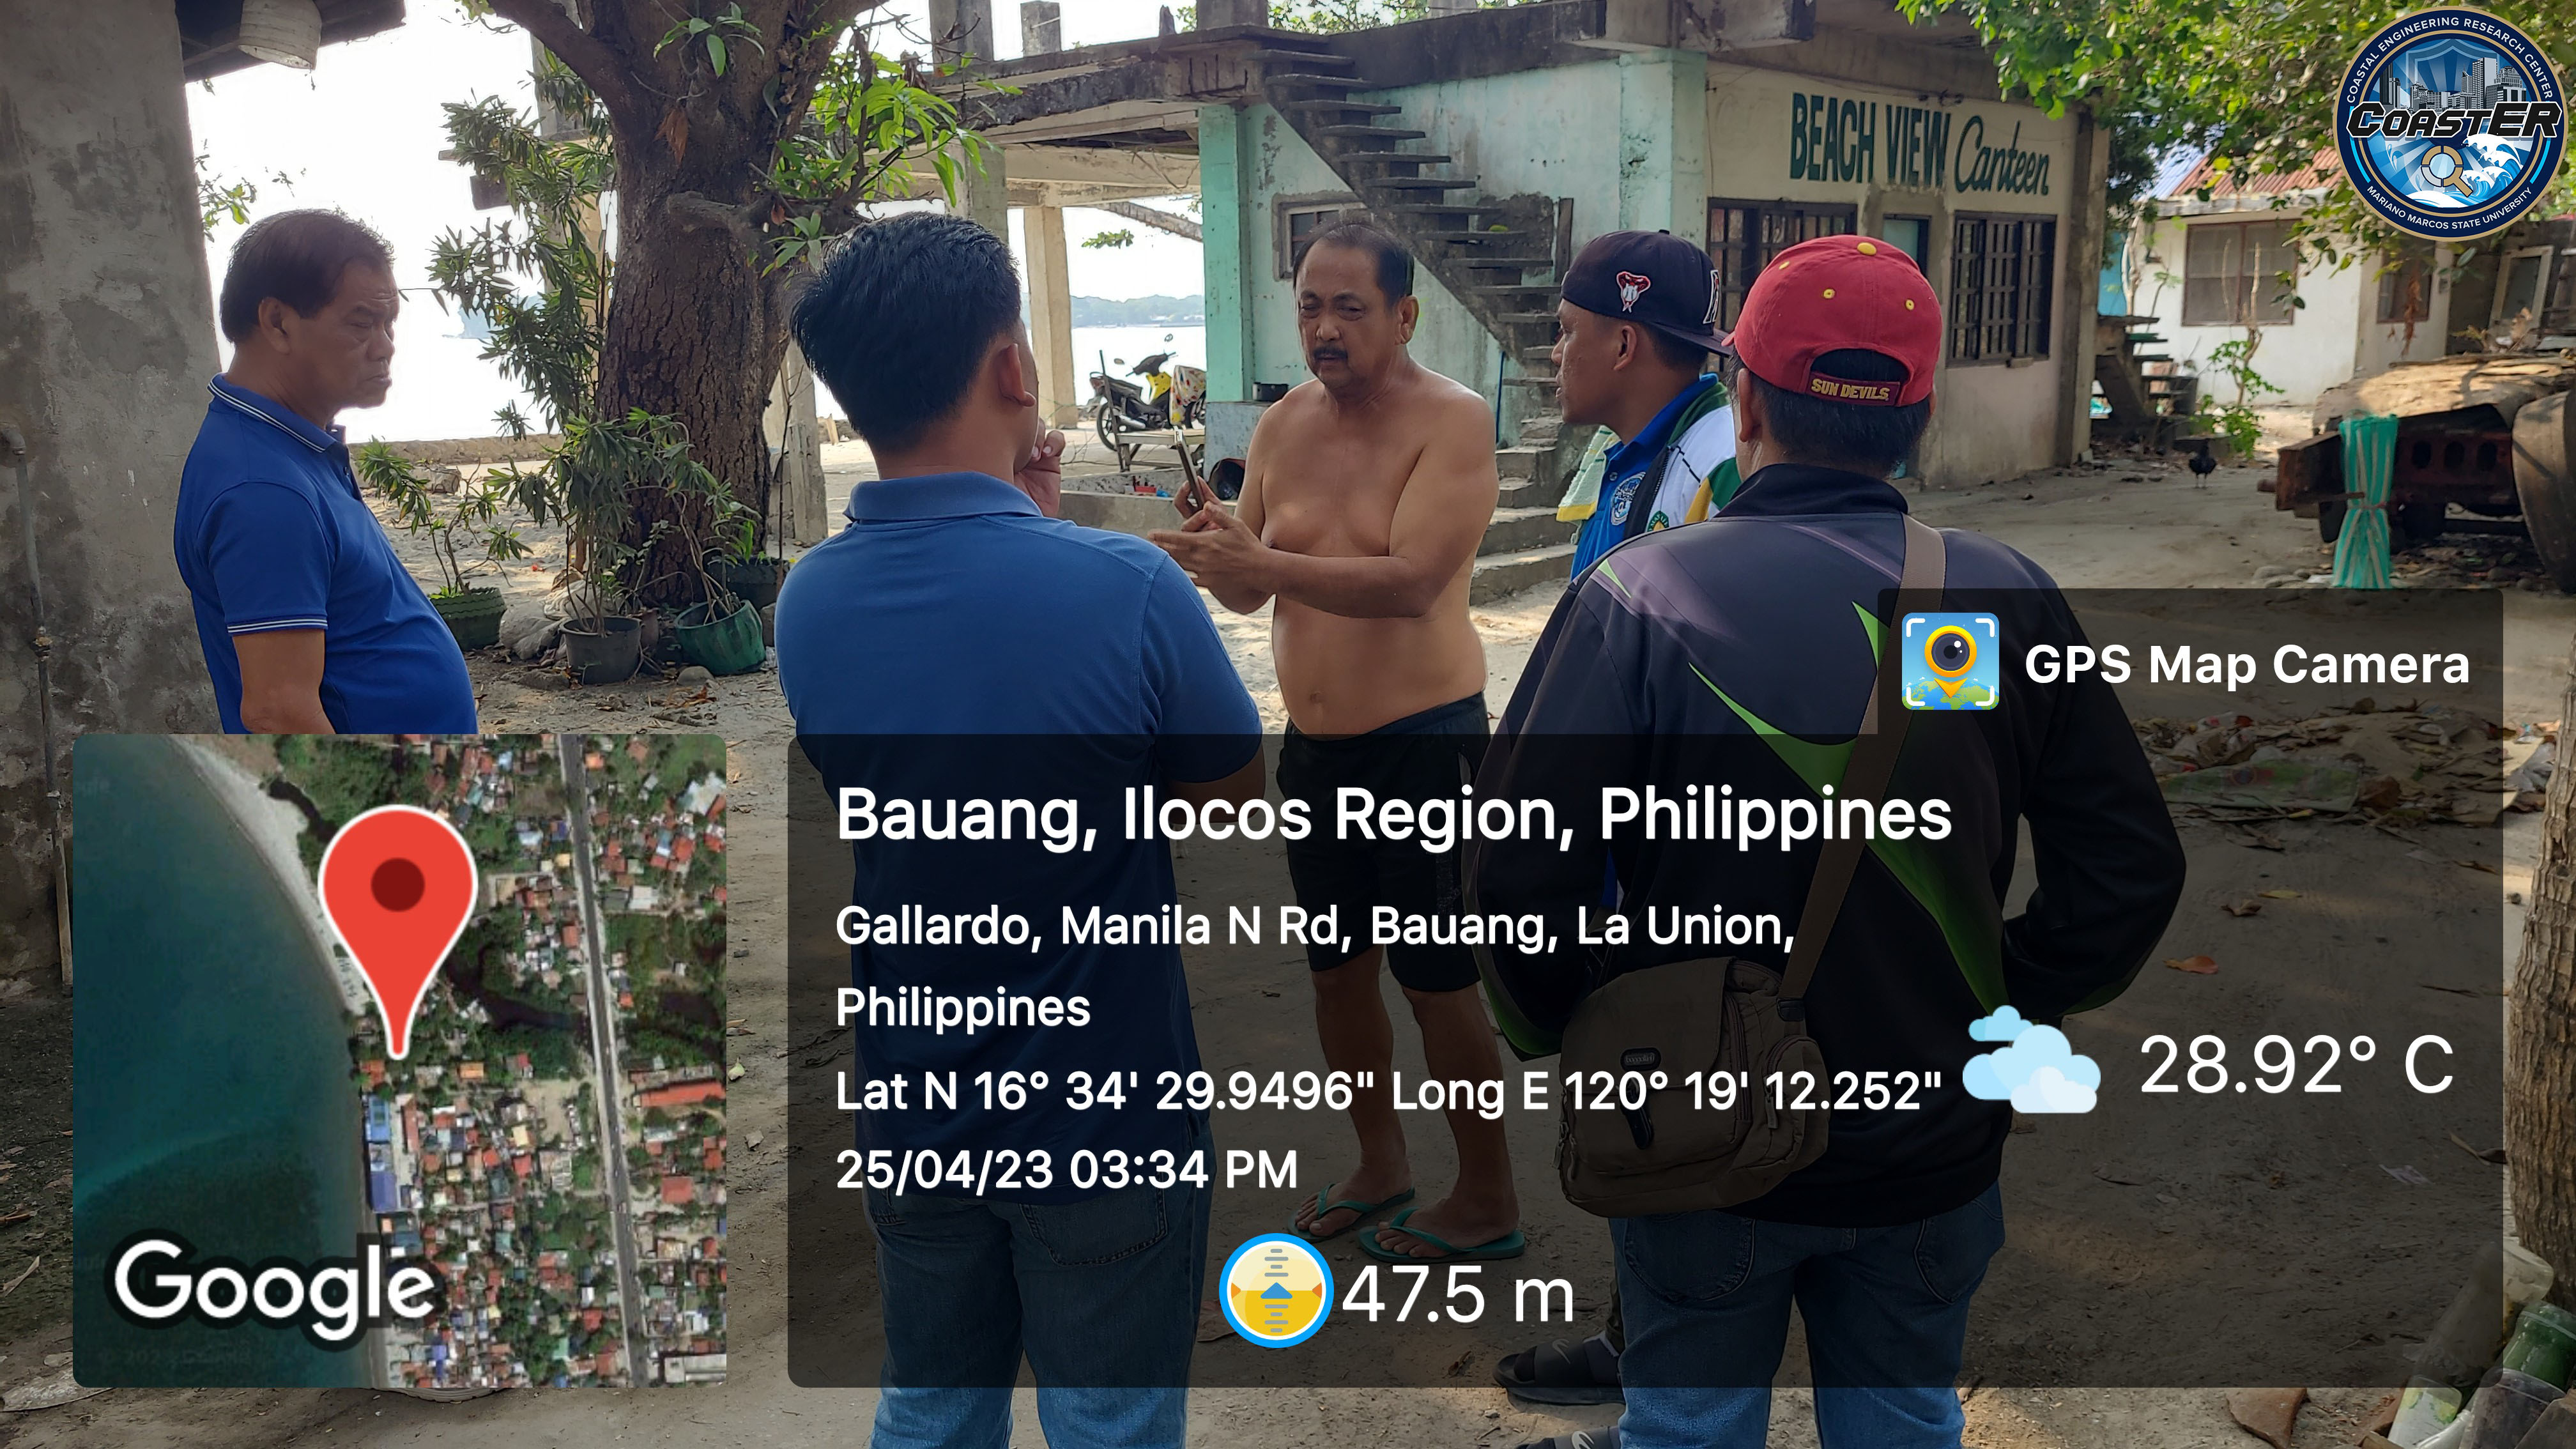 COASTAL ENGINEERING RESEARCH CENTER
COASTER
MARIANO MARCOS STATE UNIVERSITY
BEACH VIEW Canteen
SUN DEVILS
GPS Map Camera
Bauang, Ilocos Region, Philippines
Gallardo, Manila N Rd, Bauang, La Union,
Philippines
Lat N 16° 34' 29.9496" Long E 120° 19' 12.252"
25/04/23 03:34 PM
28.92° C
47.5 m
Google